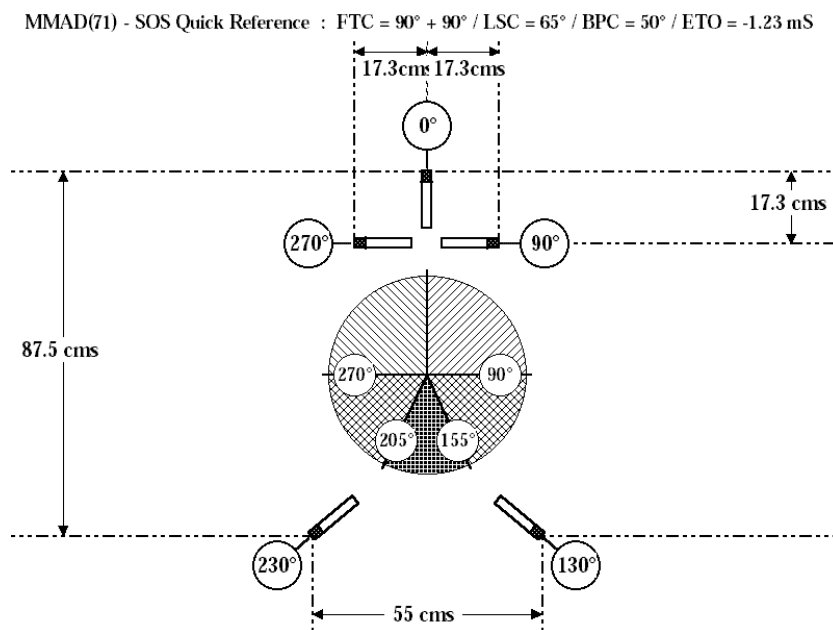 MMAD(71) - SOS Quick Reference : FTC = 90° + 90° / LSC = 65° / BPC = 50° / ETO = -1.23 mS
17.3cms 17.3cms
0°
17.3 cms
270° 90°
87.5 cms
270° 90°
205° 155°
230° 130°
55 cms